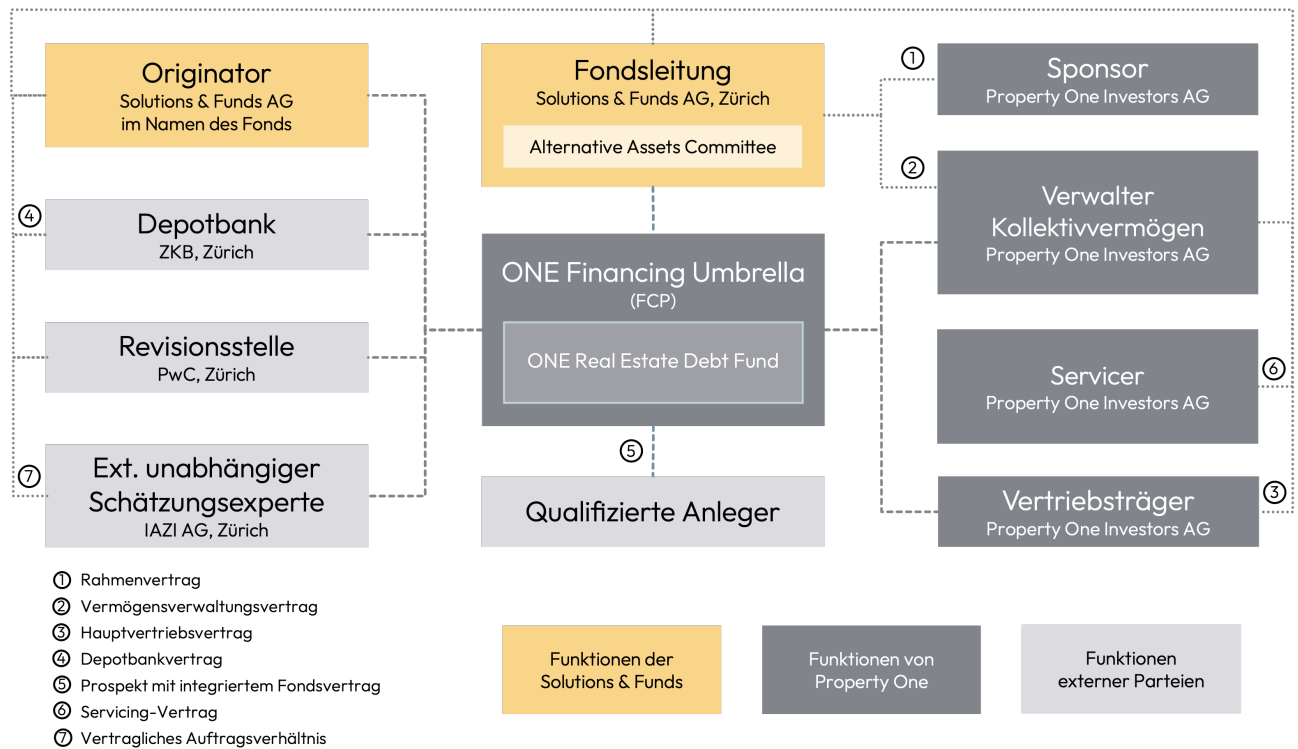 Originator
Solutions & Funds AG
im Namen des Fonds
④
Depotbank
ZKB, Zürich
Revisionsstelle
PwC, Zürich
⑦
Ext. unabhängiger
Schätzungsexperte
IAZI AG, Zürich
Fondsleitung
Solutions & Funds AG, Zürich
Alternative Assets Committee
ONE Financing Umbrella
(FCP)
ONE Real Estate Debt Fund
⑤
Qualifizierte Anleger
①
Sponsor
Property One Investors AG
②
Verwalter
Kollektivvermögen
Property One Investors AG
Servicer
Property One Investors AG
⑥
Vertriebsträger
Property One Investors AG
③
① Rahmenvertrag
② Vermögensverwaltungsvertrag
③ Hauptvertriebsvertrag
④ Depotbankvertrag
⑤ Prospekt mit integriertem Fondsvertrag
⑥ Servicing-Vertrag
⑦ Vertragliches Auftragsverhältnis
Funktionen der
Solutions & Funds
Funktionen von
Property One
Funktionen
externer Parteien